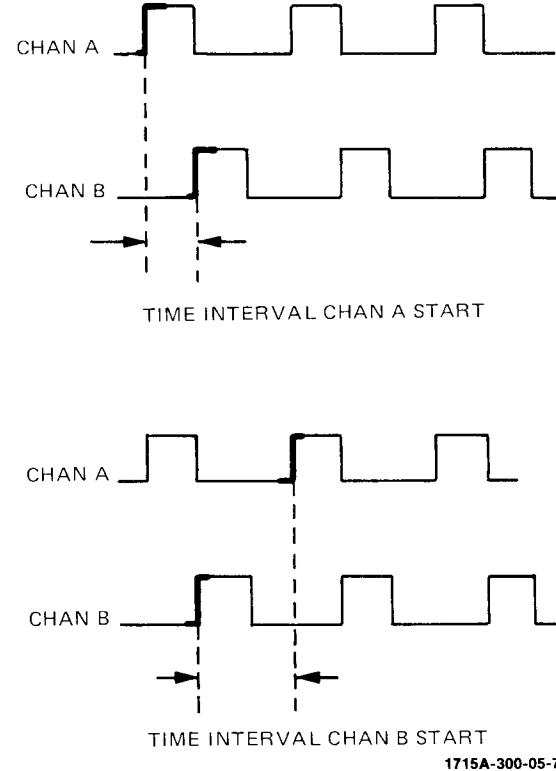 CHAN A
CHAN B
TIME INTERVAL CHAN A START
CHAN A
CHAN B
TIME INTERVAL CHAN B START
1715A-300-05-7